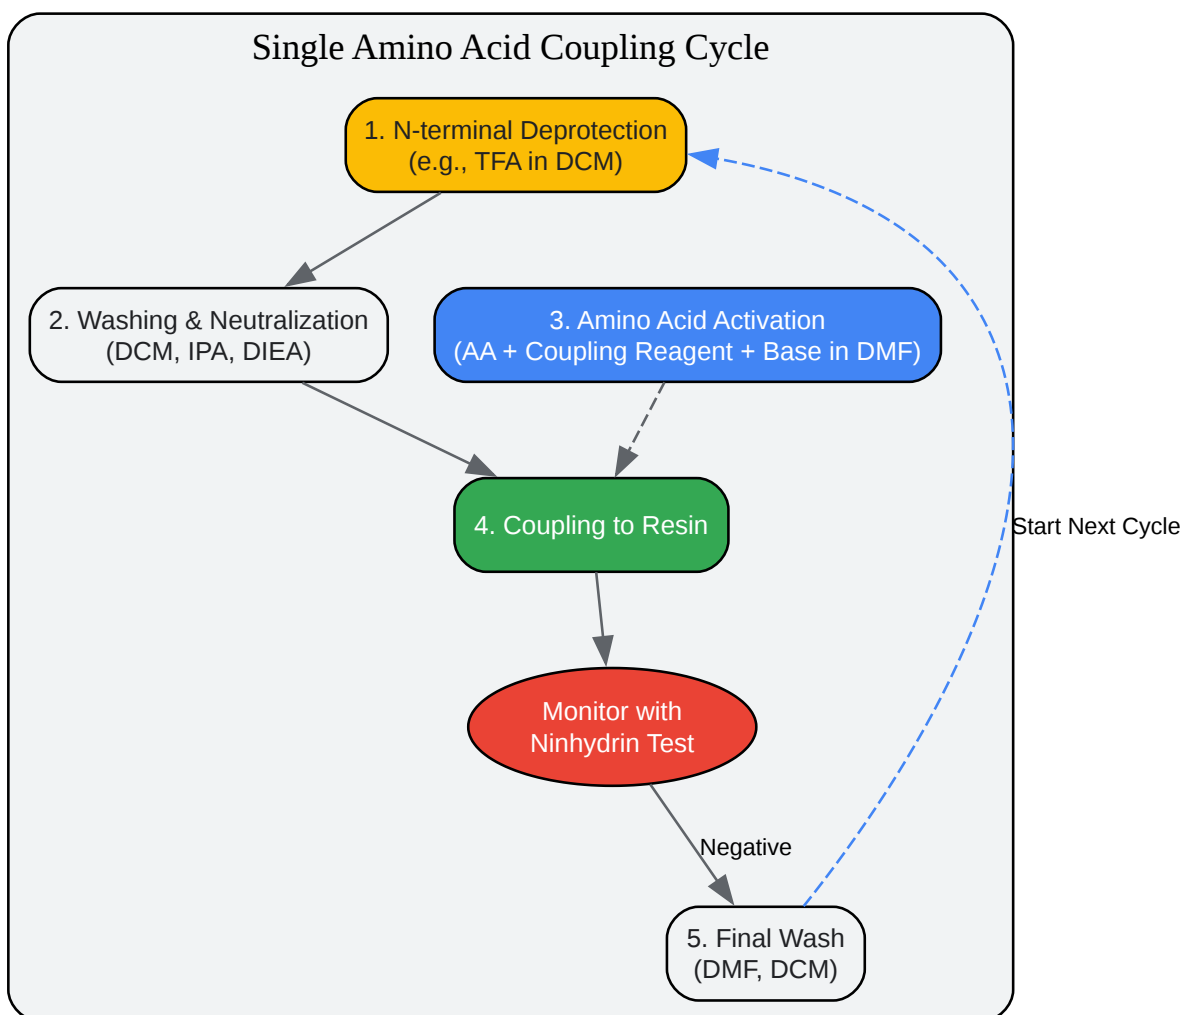 Single Amino Acid Coupling Cycle
1. N-terminal Deprotection
(e.g., TFA in DCM)
2. Washing & Neutralization
(DCM, IPA, DIEA)
3. Amino Acid Activation
(AA + Coupling Reagent + Base in DMF)
4. Coupling to Resin
Start Next Cycle
Monitor with
Ninhydrin Test
Negative
5. Final Wash
(DMF, DCM)